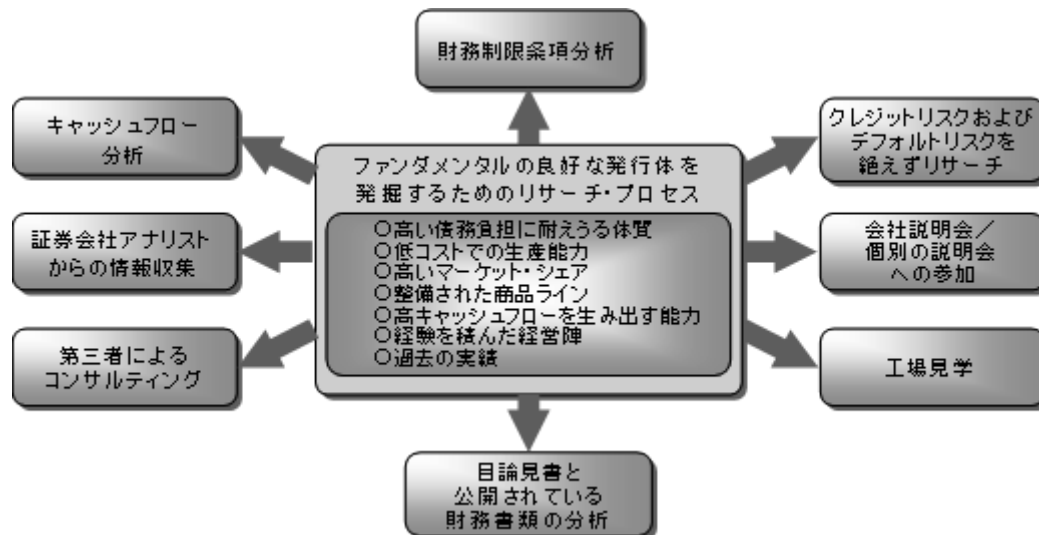 財務制限条項分析
キャッシュフロー
分析
クレジットリスクおよび
デフォルトリスクを
絶えずリサーチ
ファンダメンタルの良好な発行体を
発掘するためのリサーチ・プロセス
○高い債務負担に耐えうる体質
○低コストでの生産能力
○高いマーケット・シェア
○整備された商品ライン
○高キャッシュフローを生み出す能力
○経験を積んだ経営陣
○過去の実績
証券会社アナリスト
からの情報収集
会社説明会／
個別の説明会
への参加
第三者による
コンサルティング
工場見学
目論見書と
公開されている
財務書類の分析